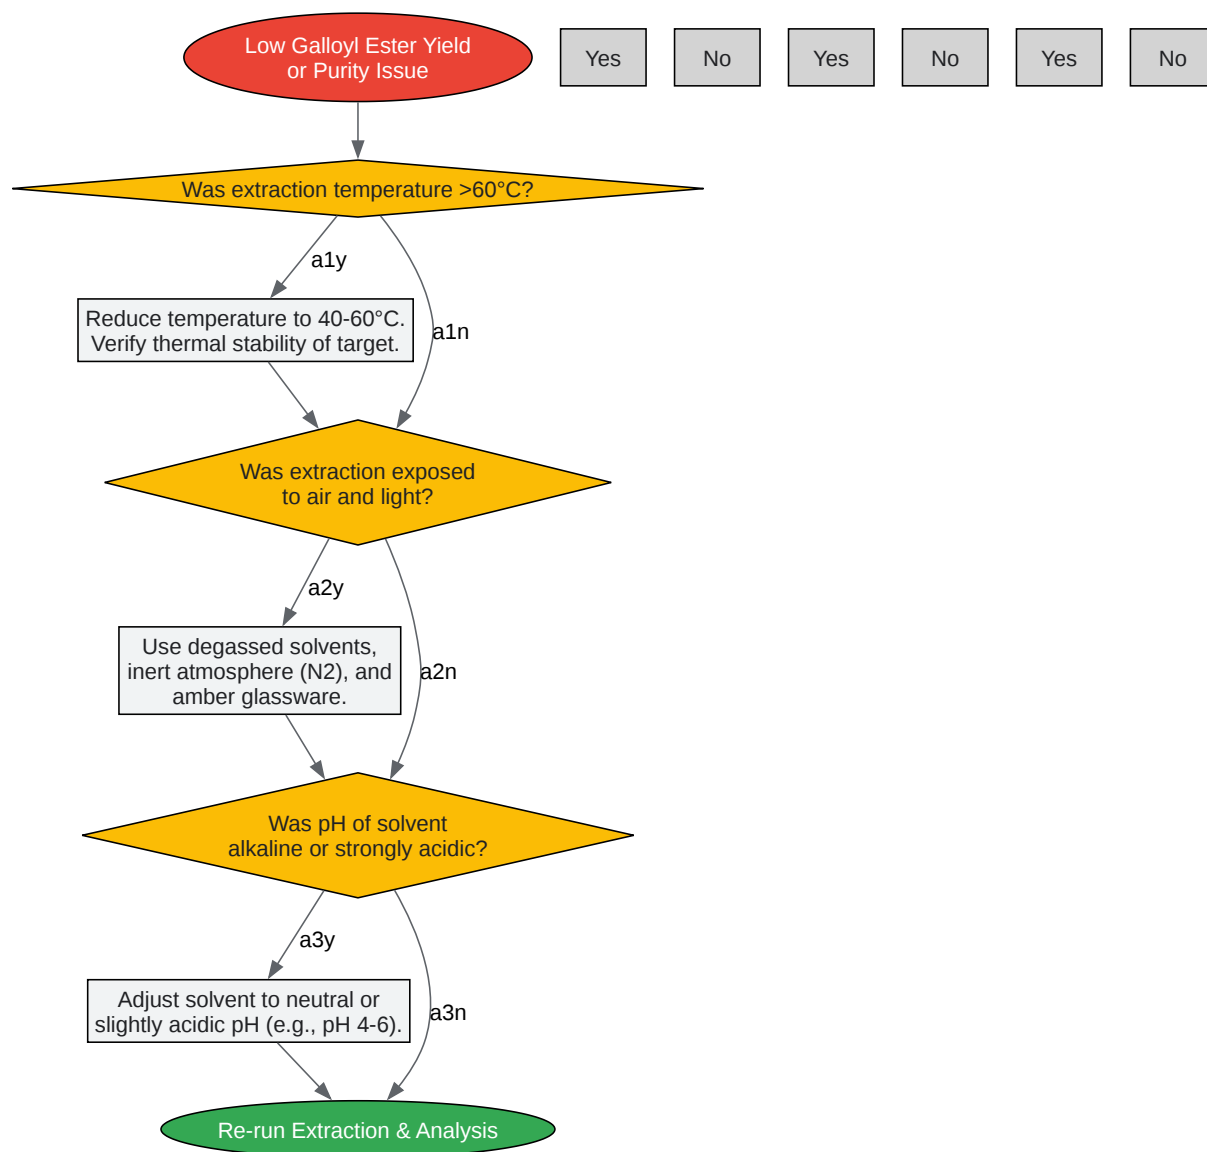 Low Galloyl Ester Yield
or Purity Issue
Yes
No
Yes
No
Yes
No
Was extraction temperature >60°C?
a1y
Reduce temperature to 40-60°C.
Verify thermal stability of target.
a1n
Was extraction exposed
to air and light?
a2y
Use degassed solvents,
inert atmosphere (N2), and
amber glassware.
a2n
Was pH of solvent
alkaline or strongly acidic?
a3y
Adjust solvent to neutral or
slightly acidic pH (e.g., pH 4-6).
a3n
Re-run Extraction & Analysis